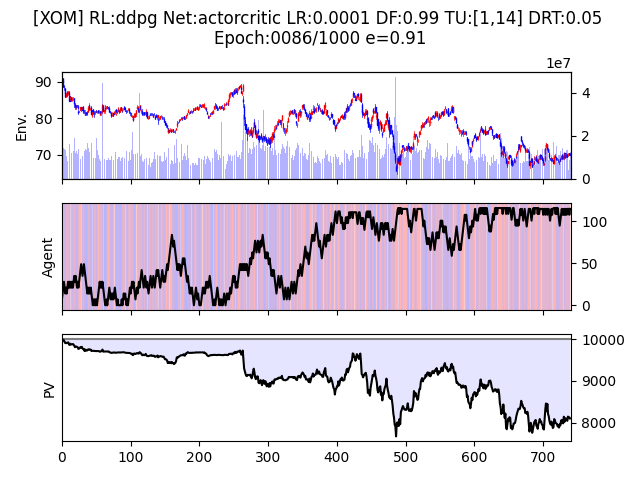 [XOM] RL:ddpg Net:actorcritic LR:0.0001 DF:0.99 TU:[1,14] DRT:0.05
Epoch:0086/1000 e=0.91
1e7
90
80
70
Env.
4
2
0
Agent
100
50
0
PV
10000
9000
8000
0 100 200 300 400 500 600 700